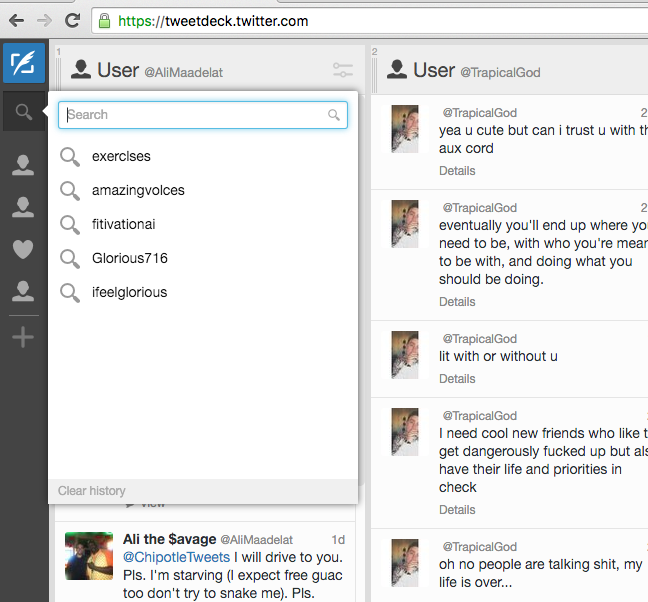 https://tweetdeck.twitter.com
1
User @AliMaadelat
Search
exercIses
amazingvoIces
fitivationai
Glorious716
ifeelglorious
Clear history
View
Ali the $avage @AliMaadelat 1d
@ChipotleTweets I will drive to you.
Pls. I'm starving (I expect free guac
too don't try to snake me). Pls.
2
User @TrapicalGod
@TrapicalGod 2
yea u cute but can i trust u with th
aux cord
Details
@TrapicalGod 2
eventually you'll end up where you
need to be, with who you're mean
to be with, and doing what you
should be doing.
Details
@TrapicalGod
lit with or without u
Details
@TrapicalGod
I need cool new friends who like t
get dangerously fucked up but als
have their life and priorities in
check
Details
@TrapicalGod
oh no people are talking shit, my
life is over...